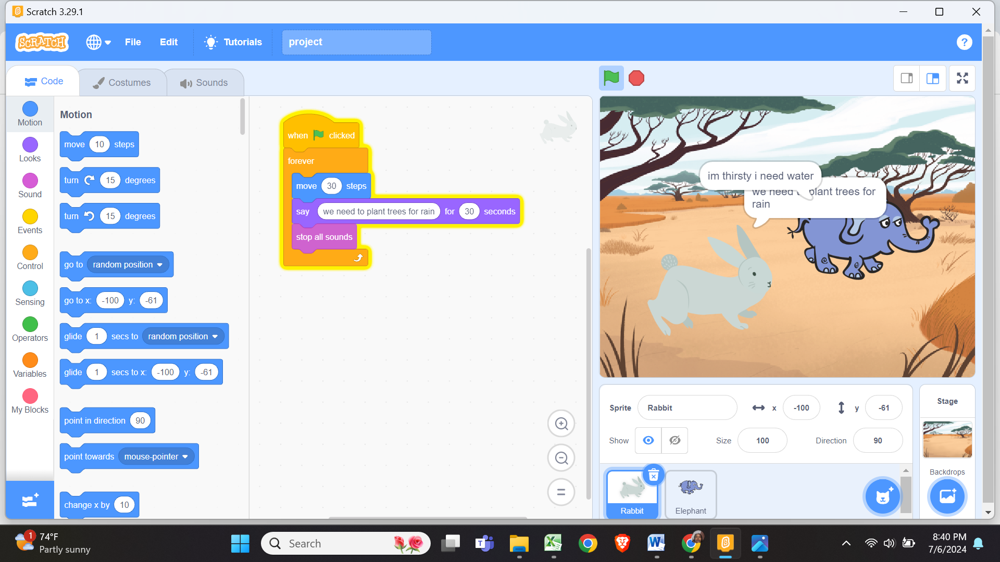 Scratch 3.29.1
SCRATCH
File
Edit
Tutorials
project
?
Code
Costumes
Sounds
Motion
Looks
Sound
Events
Control
Sensing
Operators
Variables
My Blocks
Motion
move 10 steps
turn 15 degrees
turn 15 degrees
go to random position
go to x: -100 y: -61
glide 1 secs to random position
glide 1 secs to x: -100 y: -61
point in direction 90
point towards mouse-pointer
change x by 10
when clicked
forever
move 30 steps
say we need to plant trees for rain for 30 seconds
stop all sounds
im thirsty i need water
we need plant trees for
rain
Sprite Rabbit x -100 y -61
Show Size 100 Direction 90
Rabbit
Elephant
Stage
Backdrops
1
74°F
Partly sunny
Search
8:40 PM
7/6/2024